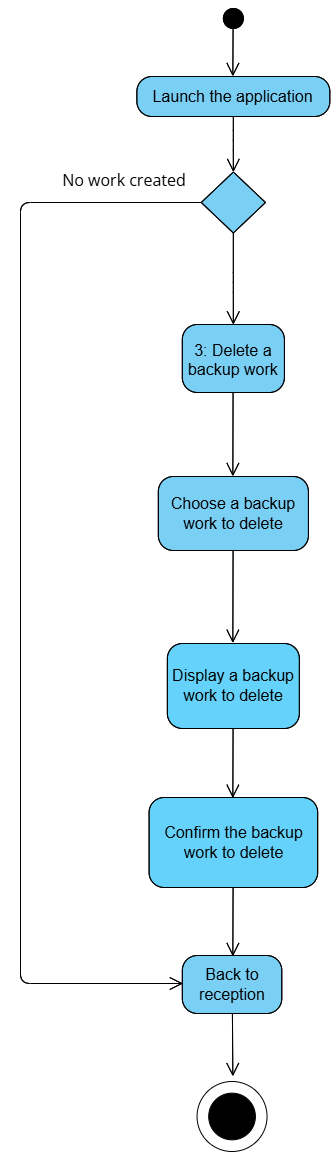 Launch the application
No work created
3: Delete a
backup work
Choose a backup
work to delete
Display a backup
work to delete
Confirm the backup
work to delete
Back to
reception